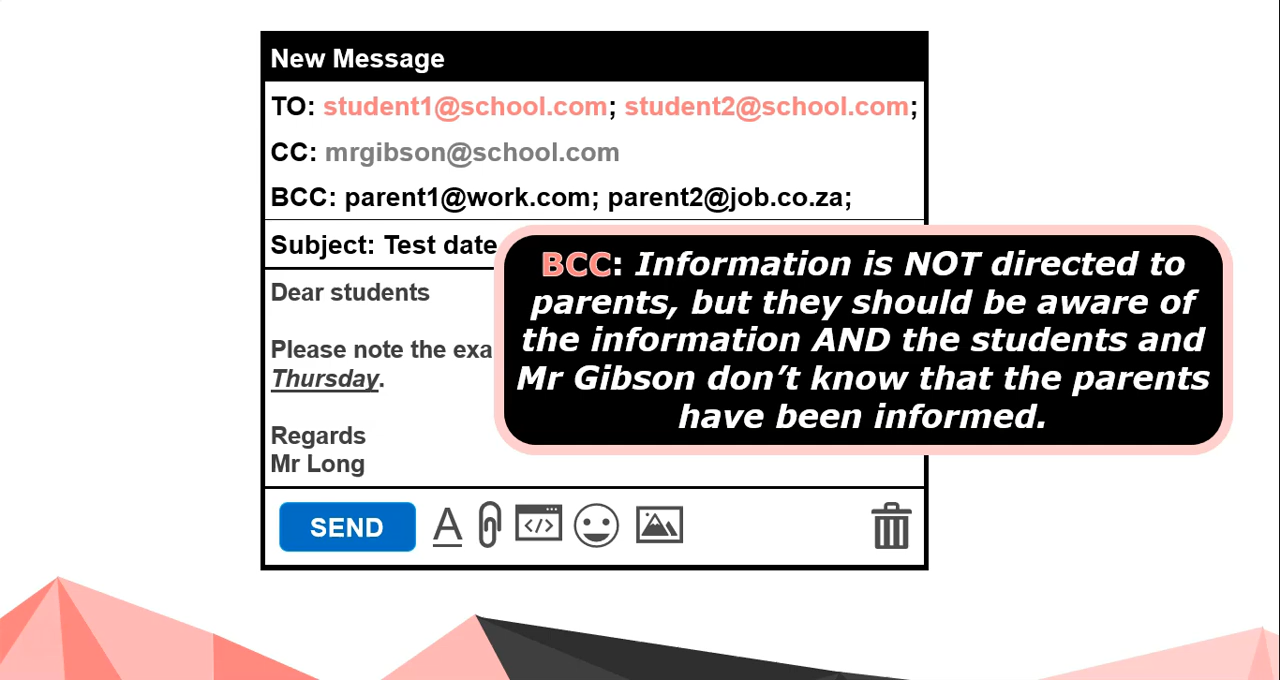 New Message
TO: student1@school.com; student2@school.com;
CC: mrgibson@school.com
BCC: parent1@work.com; parent2@job.co.za;
Subject: Test date
Dear students
Please note the exa
Thursday.
Regards
Mr Long
SEND
A
</>
BCC: Information is NOT directed to
parents, but they should be aware of
the information AND the students and
Mr Gibson don’t know that the parents
have been informed.